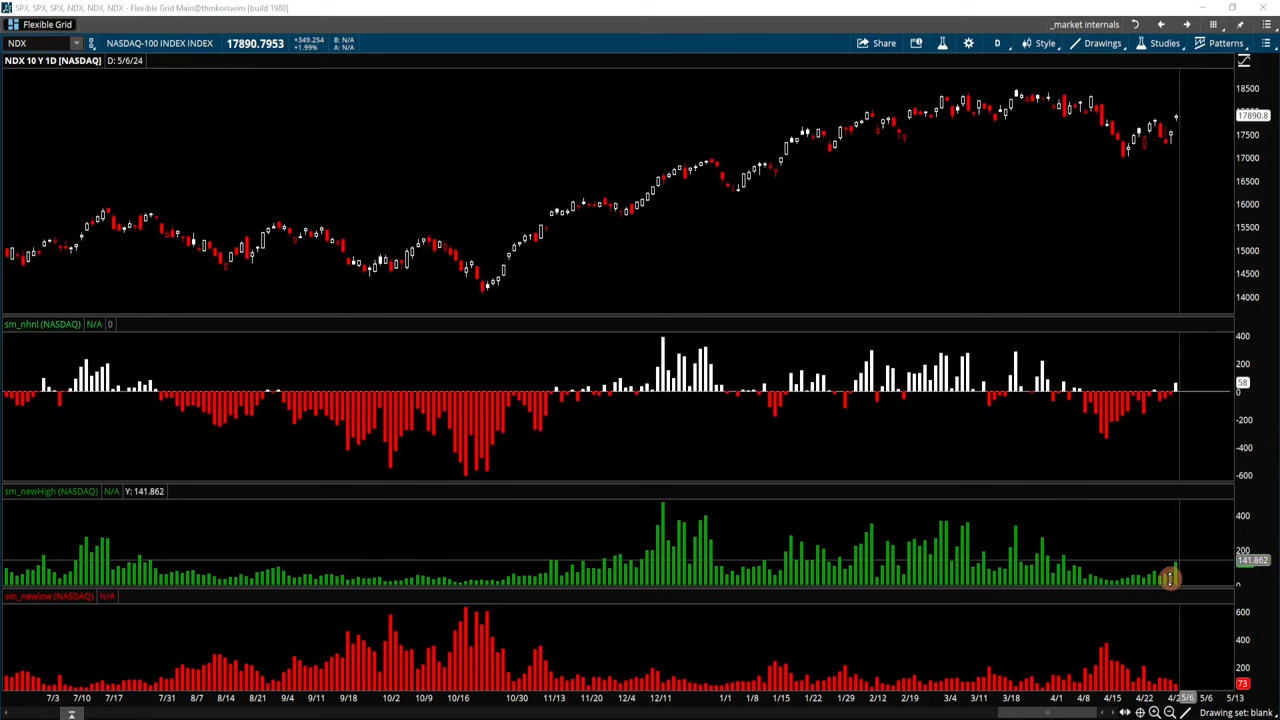 SPX, SPX, SPX, NDX, NDX, NDX - Flexible Grid Main@thinkorswim [build 1980]
Flexible Grid
_market internals
NDX
NASDAQ-100 INDEX INDEX
17890.7953
+349.254
+1.99%
B: N/A
A: N/A
Share
D
Style
Drawings
Studies
Patterns
NDX 10 Y 1D [NASDAQ]
D: 5/6/24
18500
17890.8
17500
17000
16500
16000
15500
15000
14500
14000
sm_nhnl (NASDAQ)
N/A
0
400
200
58
0
-200
-400
-600
sm_newHigh (NASDAQ)
N/A
Y: 141.862
400
200
141.862
sm_newlow (NASDAQ)
N/A
600
400
200
73
7/3 7/10 7/17 7/31 8/7 8/14 8/21 9/4 9/11 9/18 10/2 10/9 10/16 10/30 11/13 11/20 12/4 12/11 1/1 1/8 1/15 1/22 1/29 2/12 2/19 3/4 3/11 3/18 4/1 4/8 4/15 4/22 5/6 5/6 5/13
Drawing set: blank